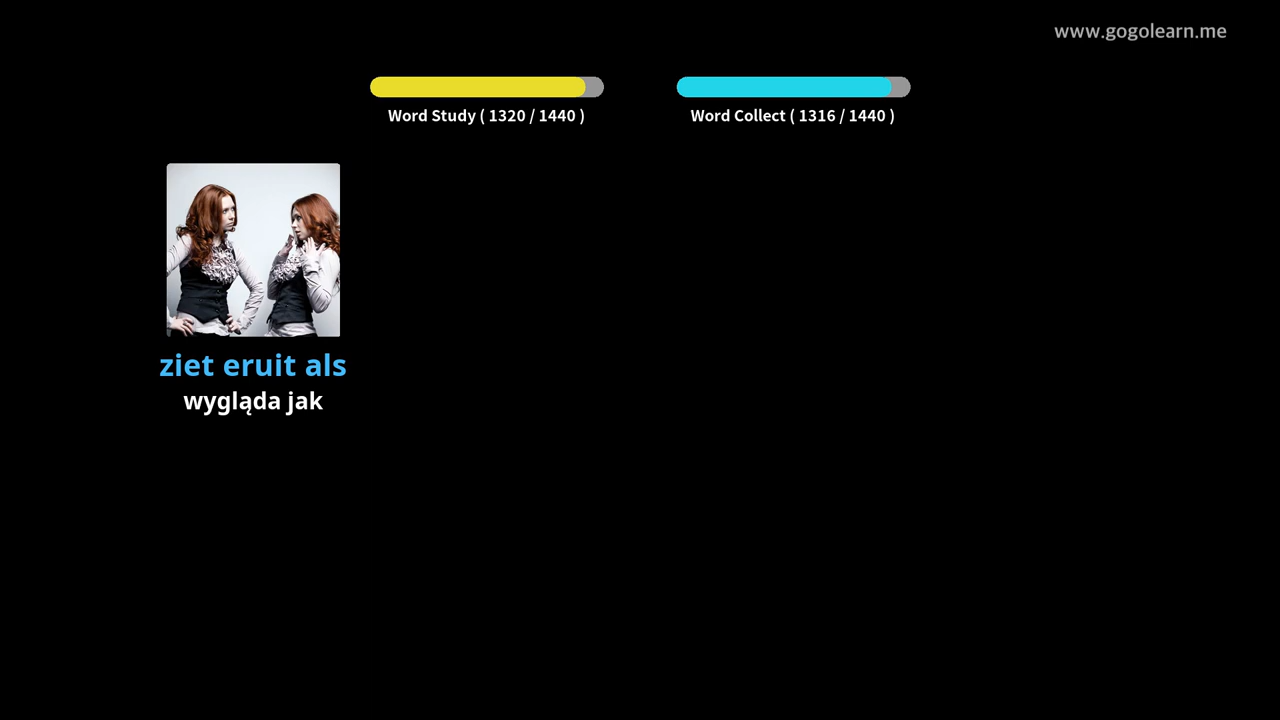 www.gogolearn.me
Word Study ( 1320 / 1440 )
Word Collect ( 1316 / 1440 )
ziet eruit als
wygląda jak